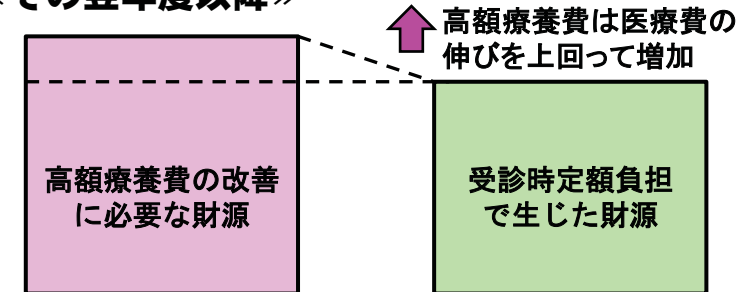 ≪その翌年度以降≫
高額療養費は医療費の
伸びを上回って増加
高額療養費の改善
に必要な財源
受診時定額負担
で生じた財源